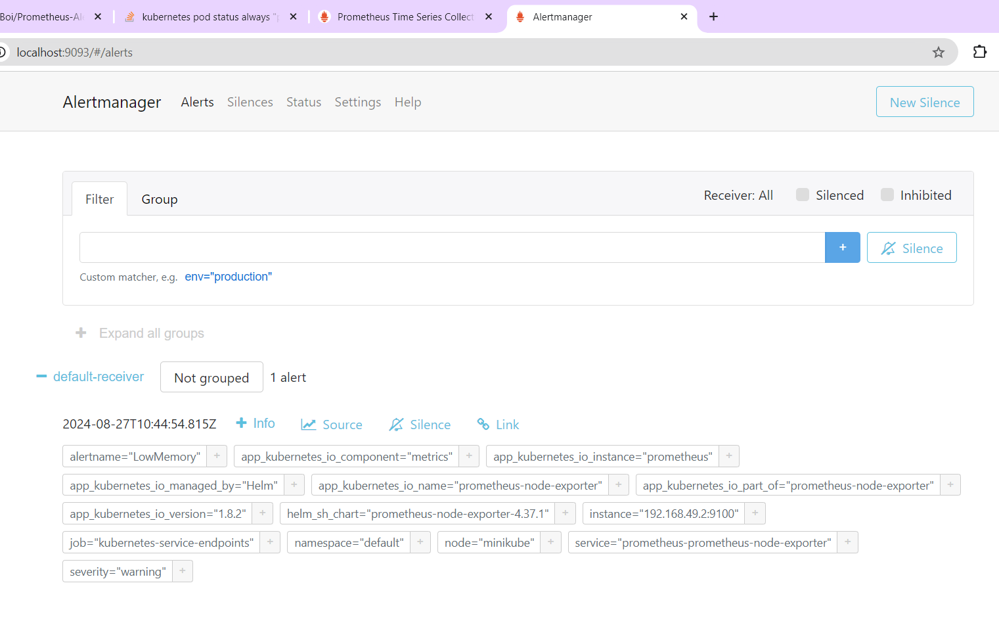 Boi/Prometheus-Al
kubernetes pod status always "p
Prometheus Time Series Collect
Alertmanager
localhost:9093/#/alerts
Alertmanager Alerts Silences Status Settings Help New Silence
Filter Group Receiver: All Silenced Inhibited
+ Silence
Custom matcher, e.g. env="production"
+ Expand all groups
− default-receiver Not grouped 1 alert
2024-08-27T10:44:54.815Z + Info Source Silence Link
alertname="LowMemory" + app_kubernetes_io_component="metrics" + app_kubernetes_io_instance="prometheus" +
app_kubernetes_io_managed_by="Helm" + app_kubernetes_io_name="prometheus-node-exporter" + app_kubernetes_io_part_of="prometheus-node-exporter" +
app_kubernetes_io_version="1.8.2" + helm_sh_chart="prometheus-node-exporter-4.37.1" + instance="192.168.49.2:9100" +
job="kubernetes-service-endpoints" + namespace="default" + node="minikube" + service="prometheus-prometheus-node-exporter" +
severity="warning" +